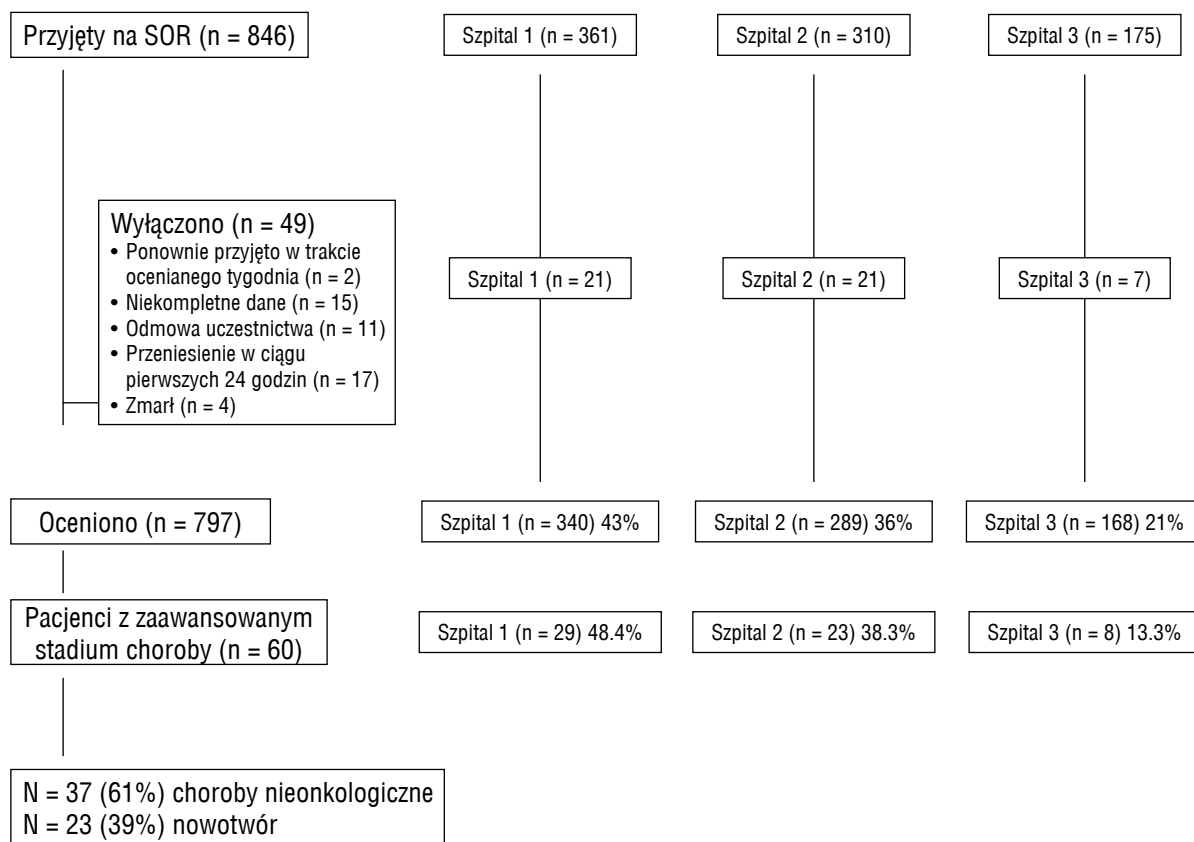 Przyjęty na SOR (n = 846)
Szpital 1 (n = 361)
Szpital 2 (n = 310)
Szpital 3 (n = 175)
Wyłączono (n = 49)
• Ponownie przyjęto w trakcie
ocenianego tygodnia (n = 2)
• Niekompletne dane (n = 15)
• Odmowa uczestnictwa (n = 11)
• Przeniesienie w ciągu
pierwszych 24 godzin (n = 17)
• Zmarł (n = 4)
Szpital 1 (n = 21)
Szpital 2 (n = 21)
Szpital 3 (n = 7)
Oceniono (n = 797)
Szpital 1 (n = 340) 43%
Szpital 2 (n = 289) 36%
Szpital 3 (n = 168) 21%
Pacjenci z zaawansowanym
stadium choroby (n = 60)
Szpital 1 (n = 29) 48.4%
Szpital 2 (n = 23) 38.3%
Szpital 3 (n = 8) 13.3%
N = 37 (61%) choroby nieonkologiczne
N = 23 (39%) nowotwór